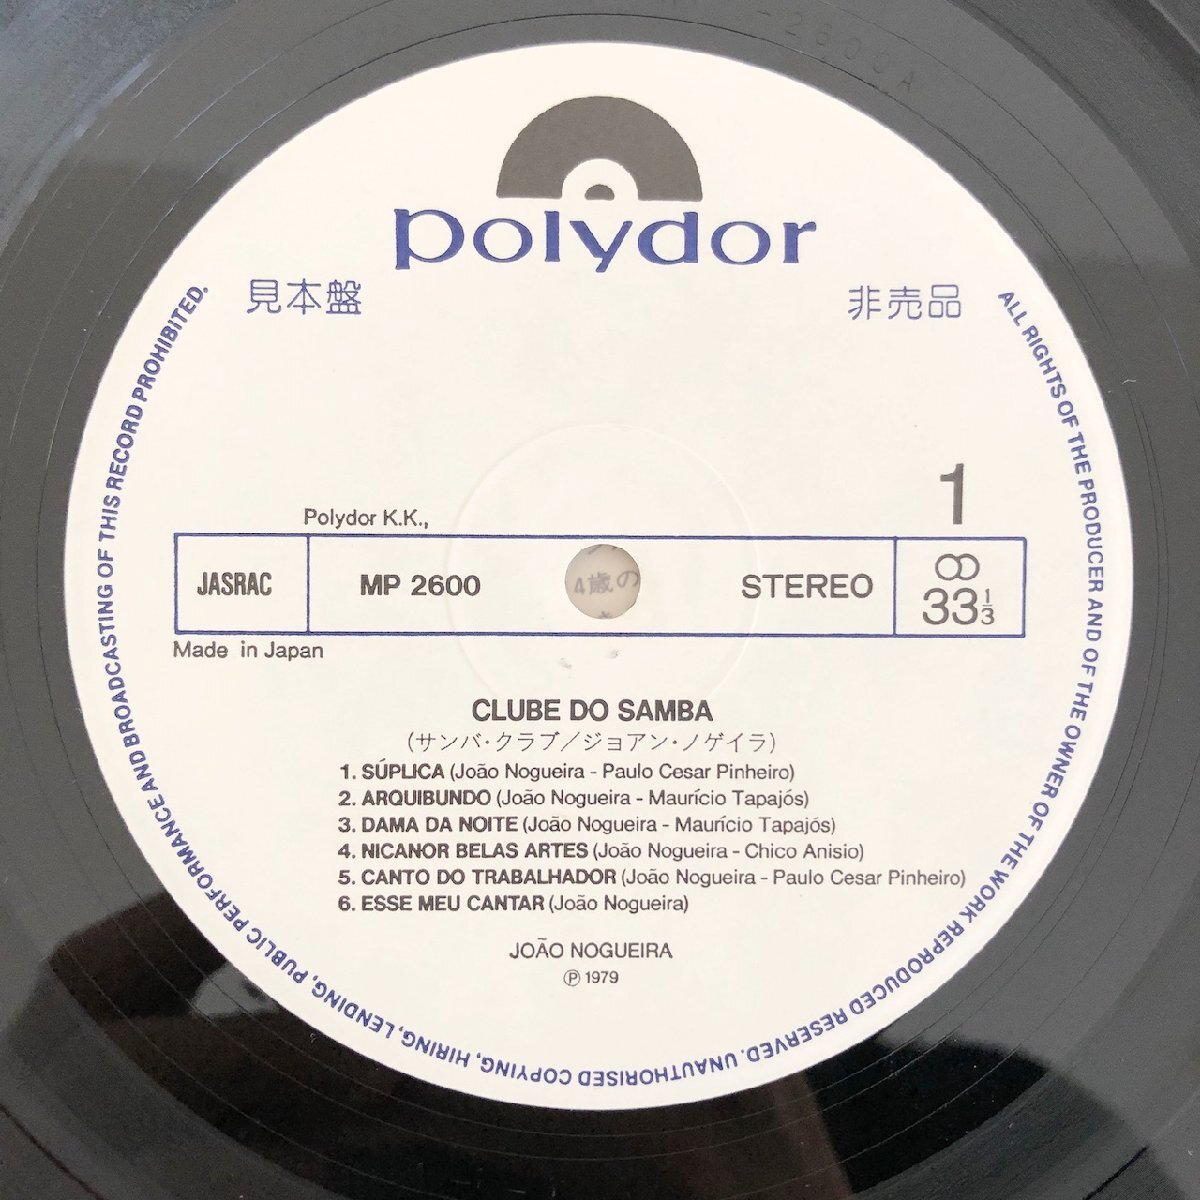 -2600A
polydor
見本盤
非売品
ALL RIGHTS OF THE PRODUCER AND OF THE OWNER OF THE WORK REPRODUCED RESERVED. UNAUTHORISED COPYING, HIRING, LENDING, PUBLIC PERFORMANCE AND BROADCASTING OF THIS RECORD PROHIBITED.
1
Polydor K.K.,
JASRAC MP 2600 STEREO 33 1/3
4歳の
Made in Japan
CLUBE DO SAMBA
(サンバ・クラブ/ジョアン・ノゲイラ)
1. SÚPLICA (João Nogueira - Paulo Cesar Pinheiro)
2. ARQUIBUNDO (João Nogueira - Maurício Tapajós)
3. DAMA DA NOITE (João Nogueira - Maurício Tapajós)
4. NICANOR BELAS ARTES (João Nogueira - Chico Anisio)
5. CANTO DO TRABALHADOR (João Nogueira - Paulo Cesar Pinheiro)
6. ESSE MEU CANTAR (João Nogueira)
JOÃO NOGUEIRA
Ⓟ 1979